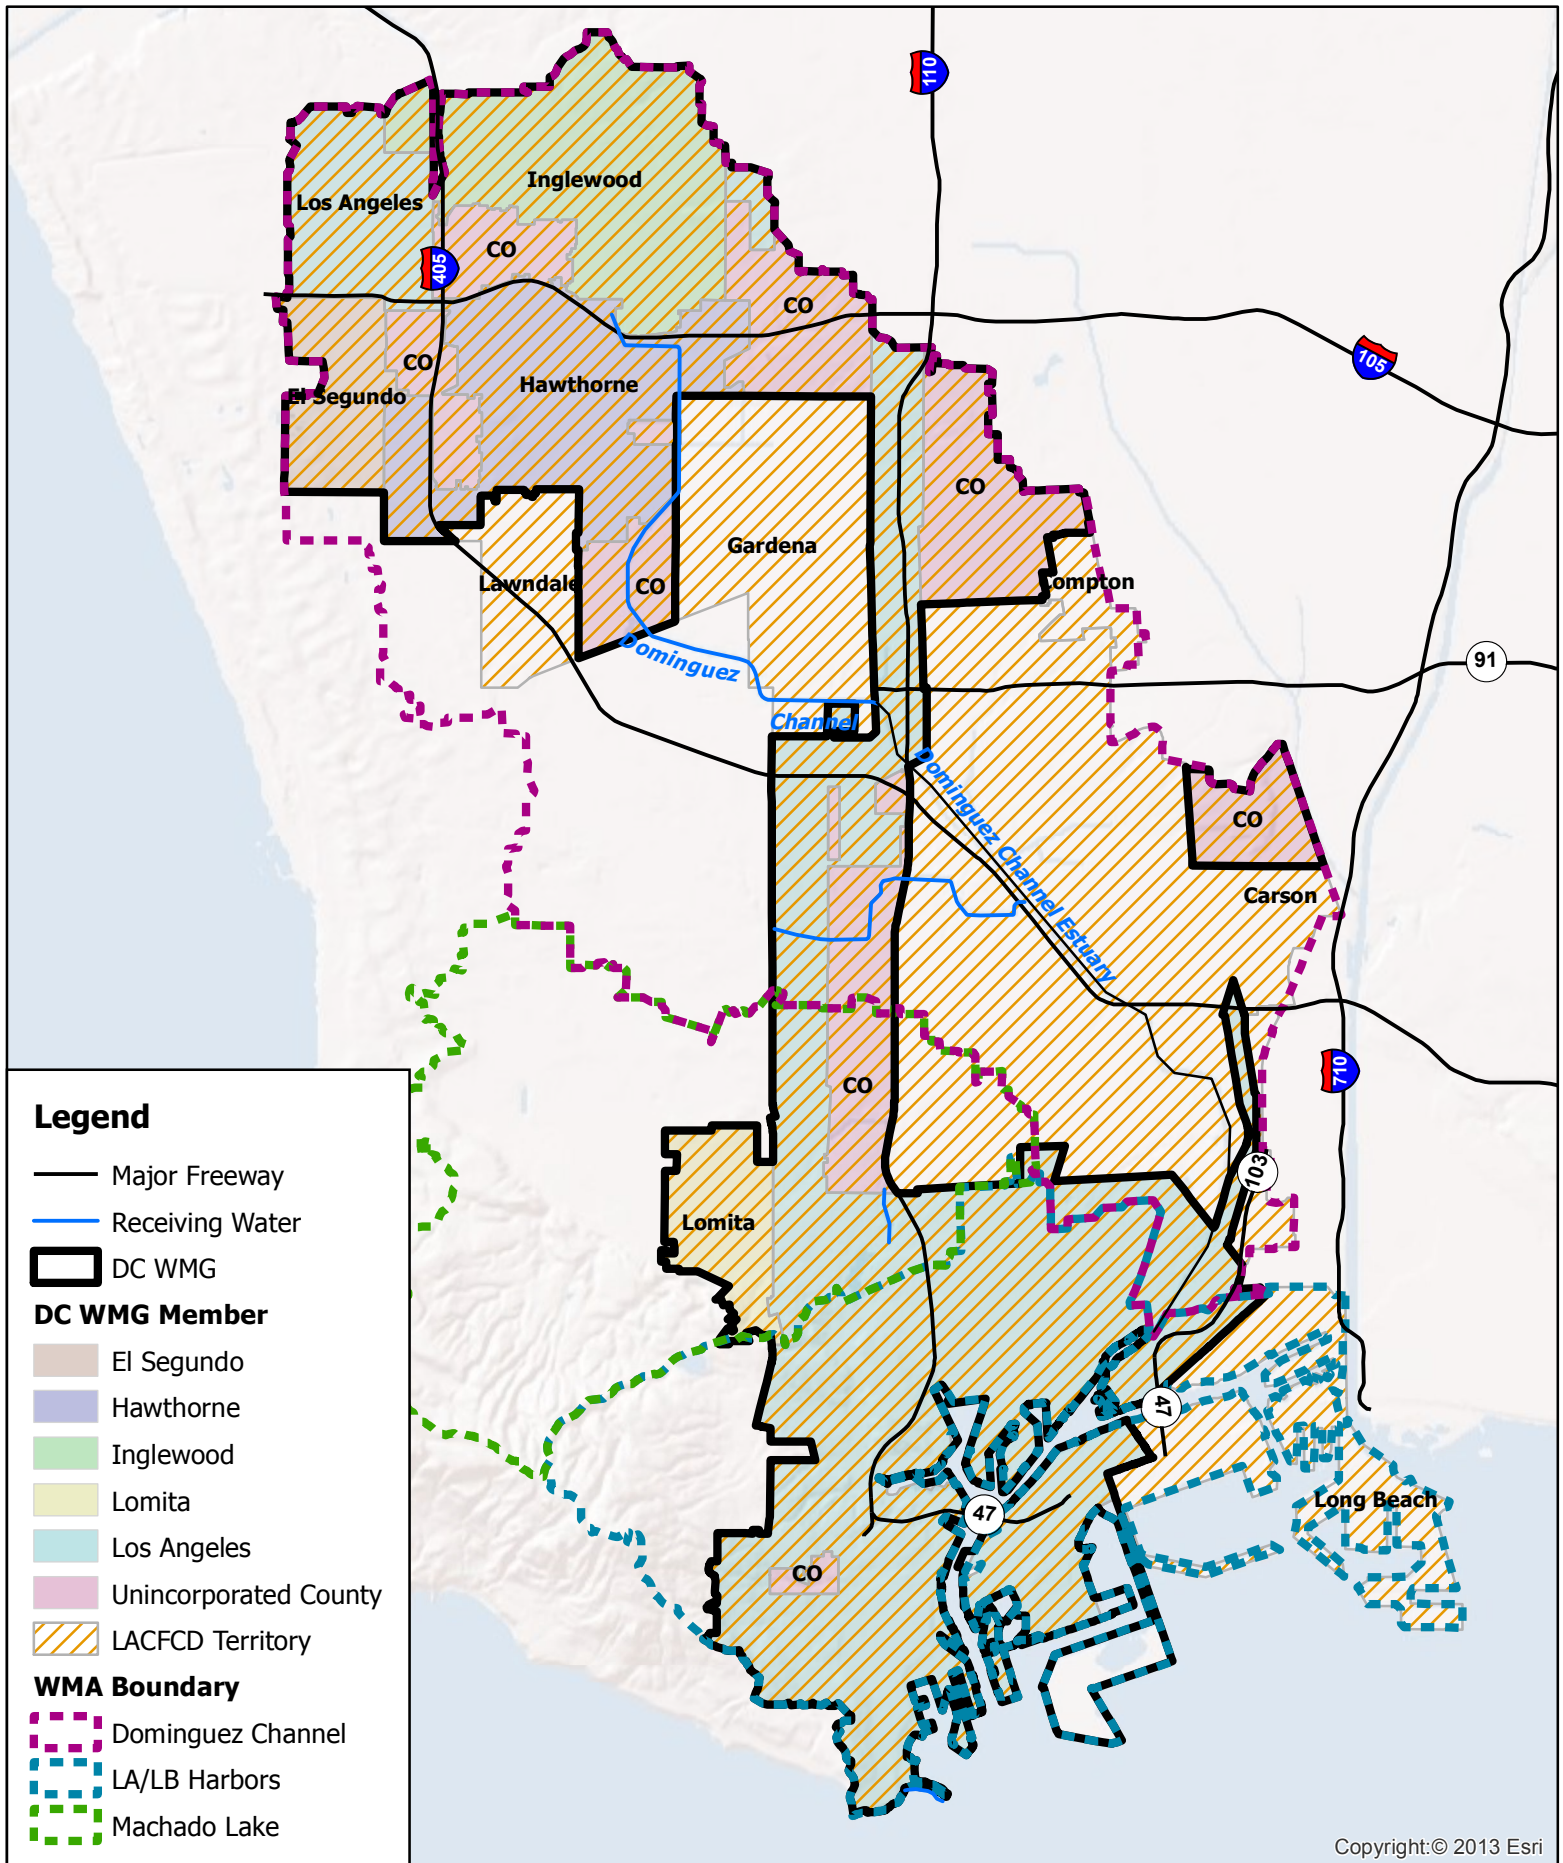 110
Inglewood
Los Angeles
CO
405
CO
105
CO
Hawthorne
El Segundo
CO
Gardena
Lawndale
CO
Compton
Dominguez
91
Channel
Dominguez Channel Estuary
CO
Carson
CO
710
103
Lomita
47
47
Long Beach
CO
Legend
Major Freeway
Receiving Water
DC WMG
DC WMG Member
El Segundo
Hawthorne
Inglewood
Lomita
Los Angeles
Unincorporated County
LACFCD Territory
WMA Boundary
Dominguez Channel
LA/LB Harbors
Machado Lake
Copyright:© 2013 Esri